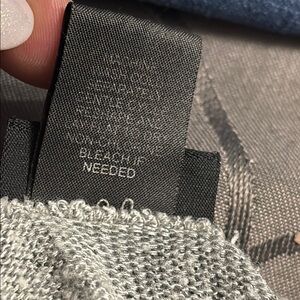 MACHINE
WASH COLD
SEPARATELY
GENTLE CYCLE
RESHAPE AND
LAY FLAT TO DRY
NON-CHLORINE
BLEACH IF
NEEDED